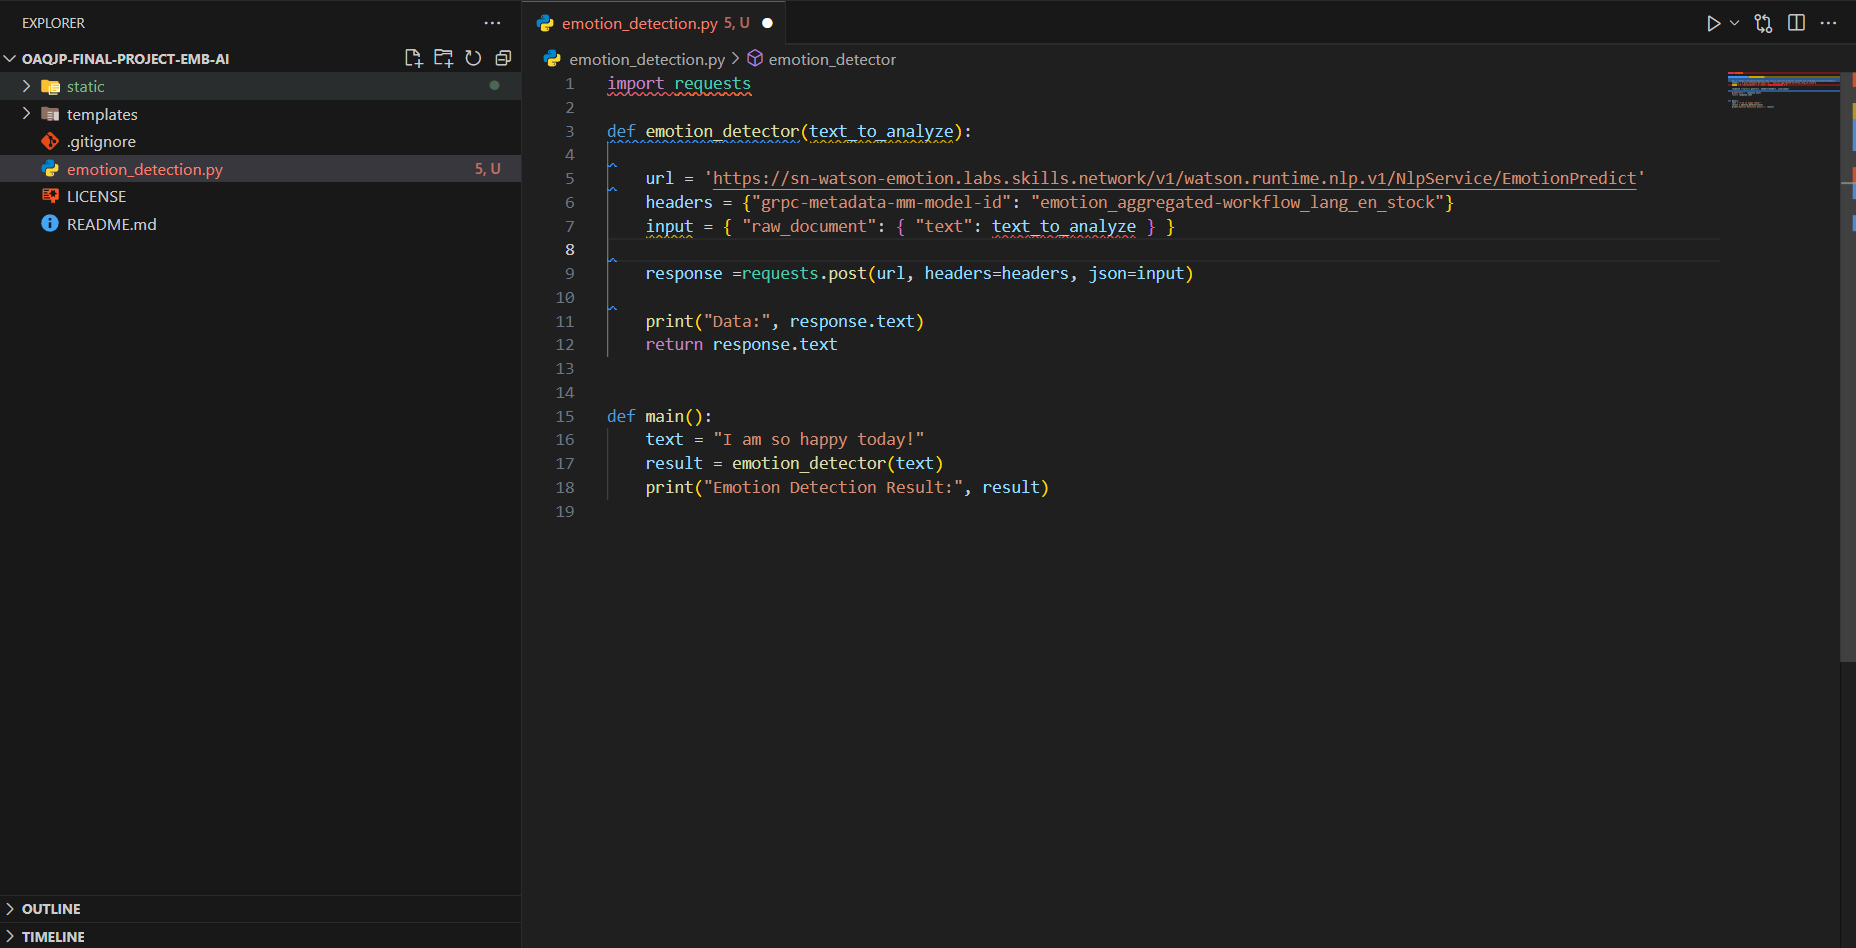 EXPLORER
OAQJP-FINAL-PROJECT-EMB-AI
static
templates
.gitignore
emotion_detection.py 5, U
LICENSE
README.md
OUTLINE
TIMELINE
emotion_detection.py 5, U
emotion_detection.py > emotion_detector
1 import requests
2
3 def emotion_detector(text_to_analyze):
4
5 url = 'https://sn-watson-emotion.labs.skills.network/v1/watson.runtime.nlp.v1/NlpService/EmotionPredict'
6 headers = {"grpc-metadata-mm-model-id": "emotion_aggregated-workflow_lang_en_stock"}
7 input = { "raw_document": { "text": text_to_analyze } }
8
9 response =requests.post(url, headers=headers, json=input)
10
11 print("Data:", response.text)
12 return response.text
13
14
15 def main():
16 text = "I am so happy today!"
17 result = emotion_detector(text)
18 print("Emotion Detection Result:", result)
19